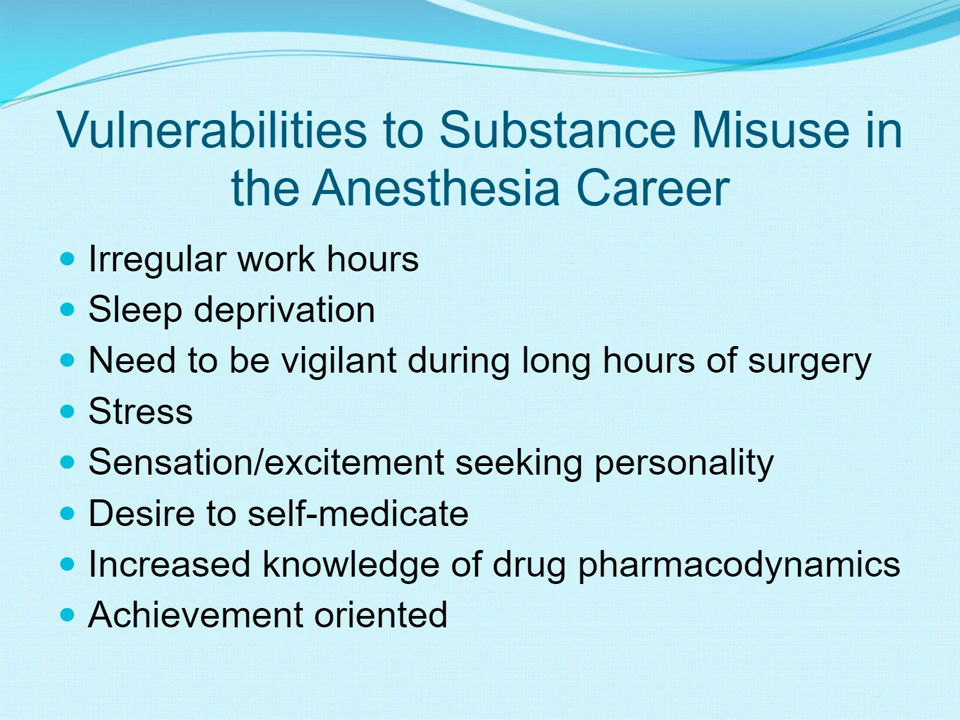 Vulnerabilities to Substance Misuse in
the Anesthesia Career
• Irregular work hours
• Sleep deprivation
• Need to be vigilant during long hours of surgery
• Stress
• Sensation/excitement seeking personality
• Desire to self-medicate
• Increased knowledge of drug pharmacodynamics
• Achievement oriented